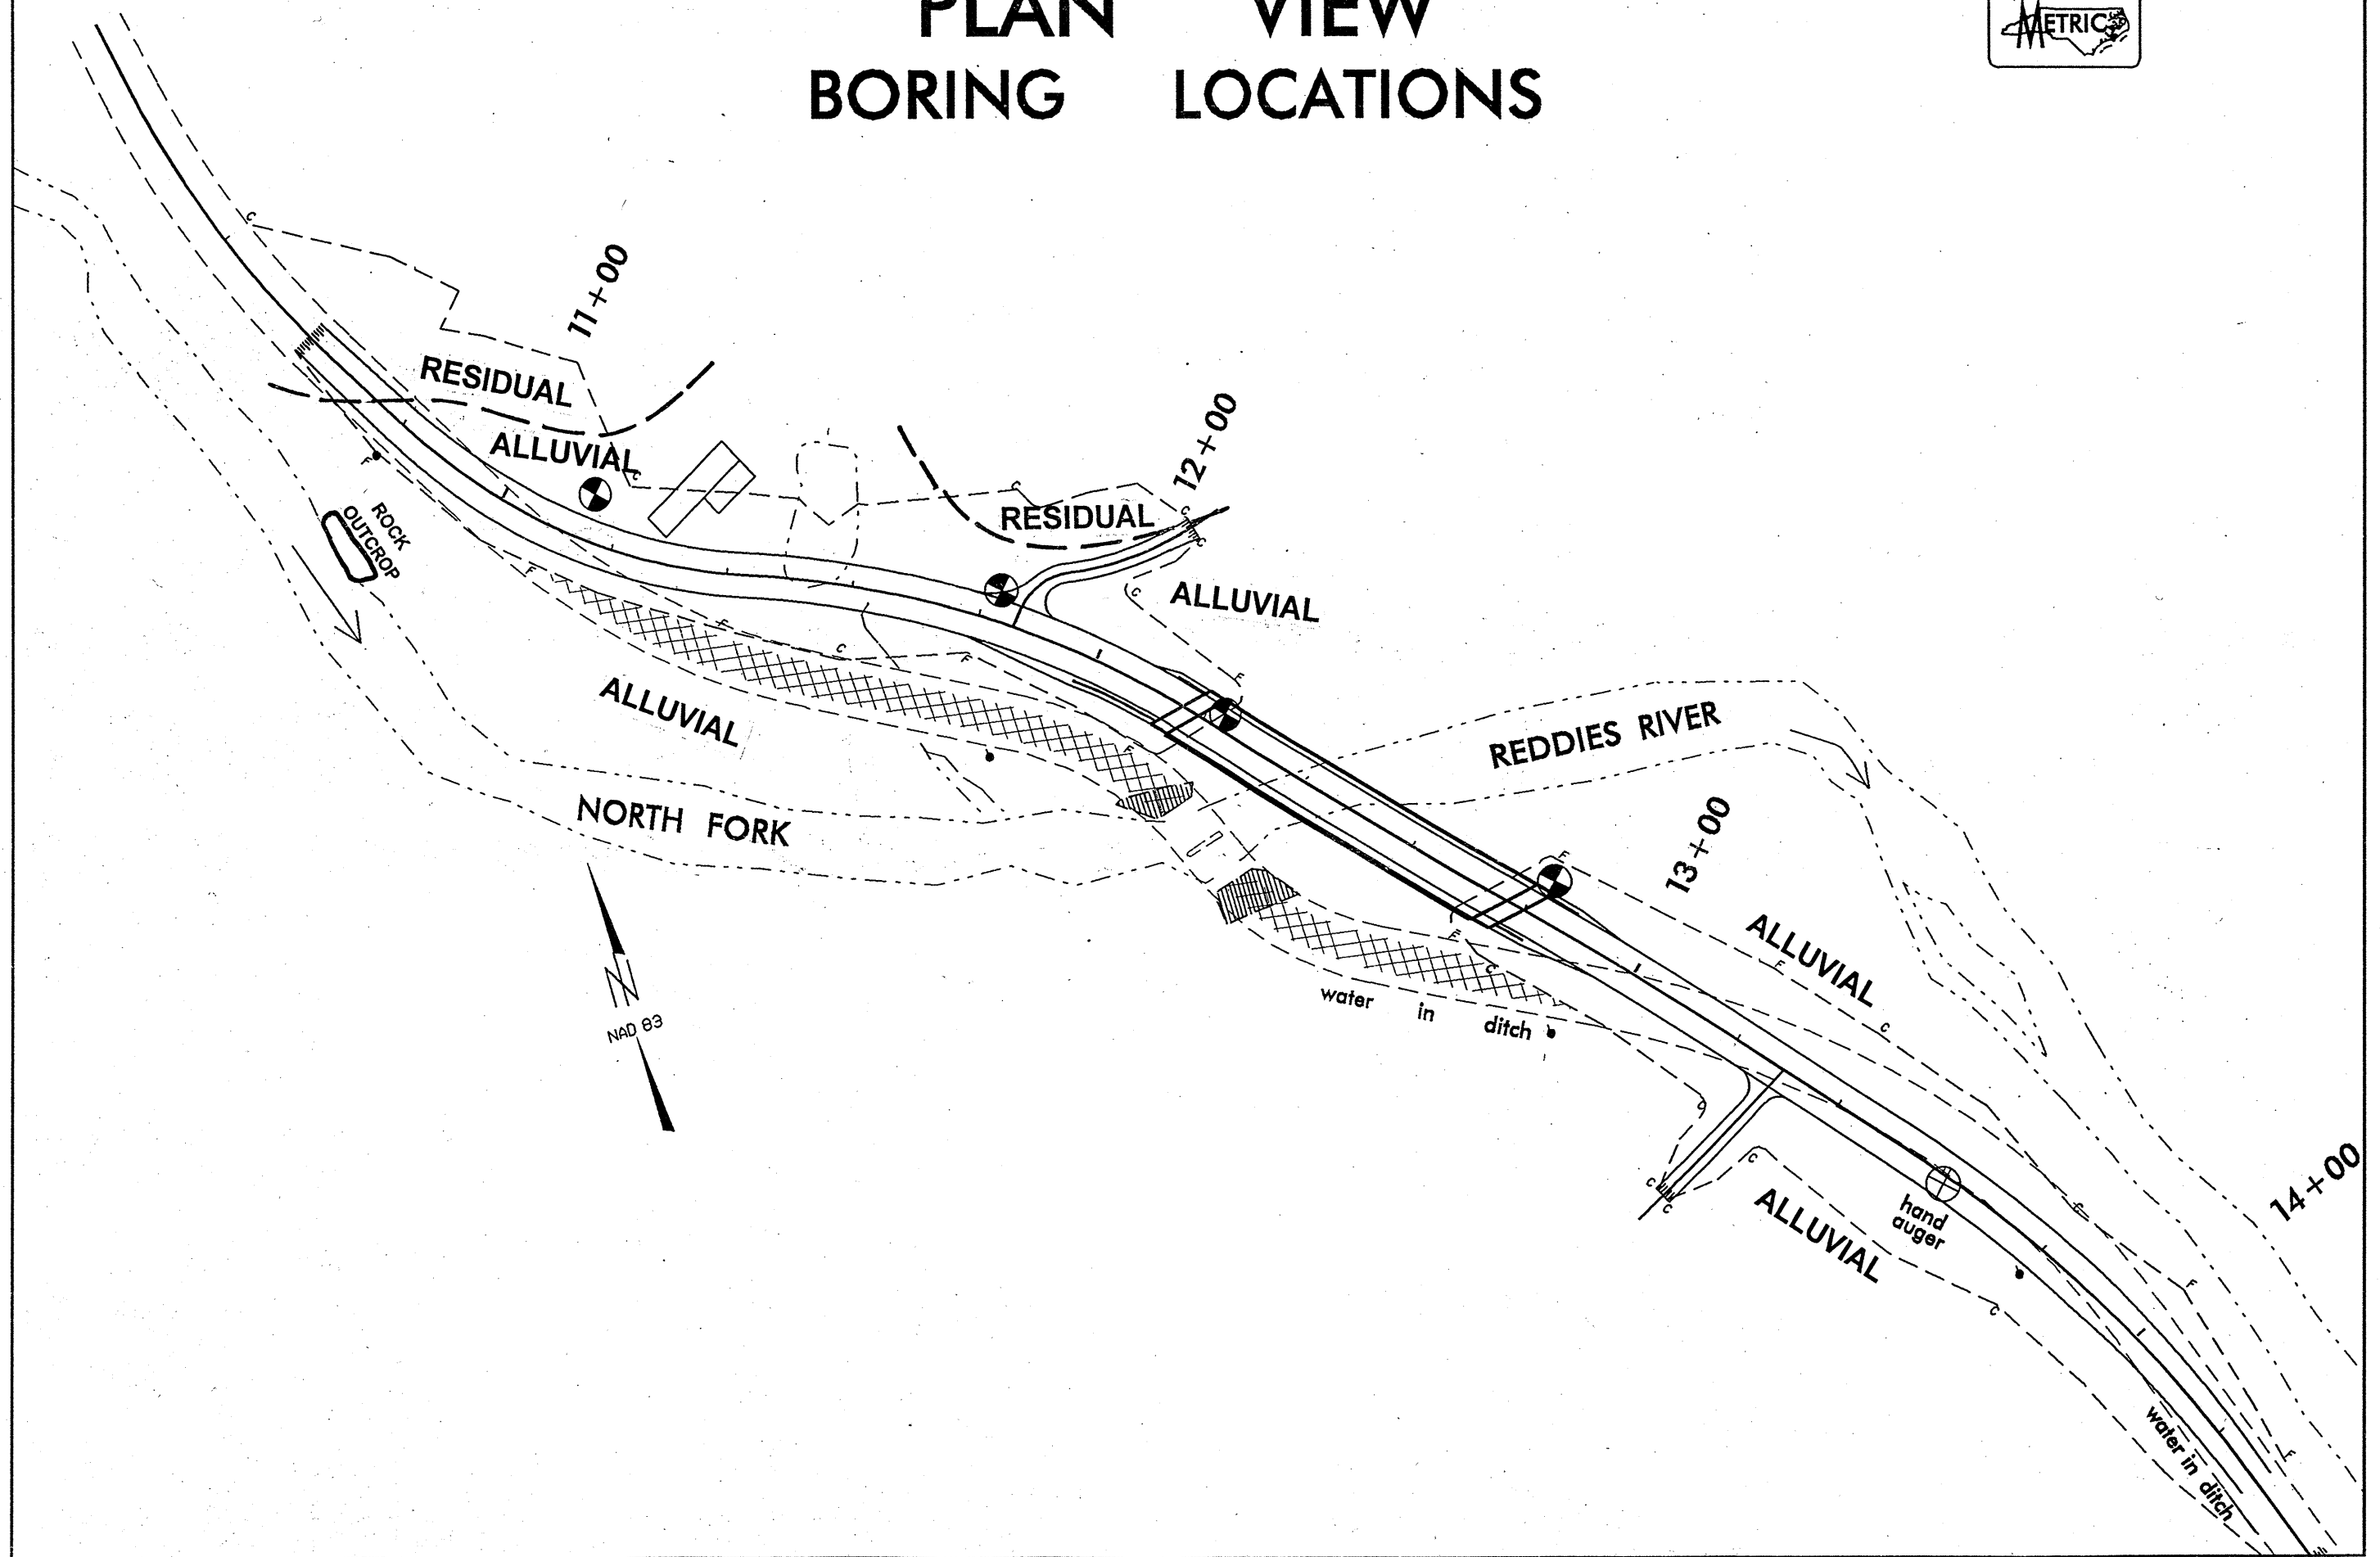 PLAN VIEW
BORING LOCATIONS
METRIC
C
11+00
RESIDUAL
ALLUVIAL
C
F
ROCK
OUTCROP
12+00
C
RESIDUAL
C
C
C
ALLUVIAL
F
F
C
F
F
ALLUVIAL
F
REDDIES RIVER
NORTH FORK
13+00
F
ALLUVIAL
F
F
C
C
water in ditch
NAD 83
14+00
C
C
C
C
hand
auger
ALLUVIAL
F
C
F
water in ditch